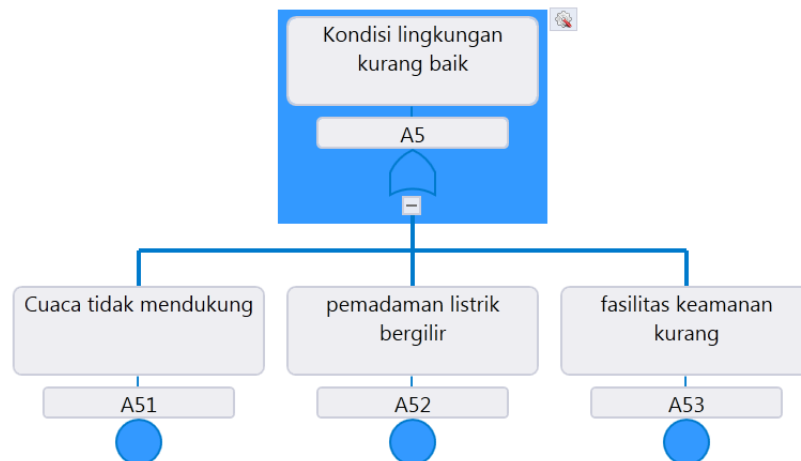 Kondisi lingkungan
kurang baik
A5
Cuaca tidak mendukung
pemadaman listrik
bergilir
fasilitas keamanan
kurang
A51
A52
A53